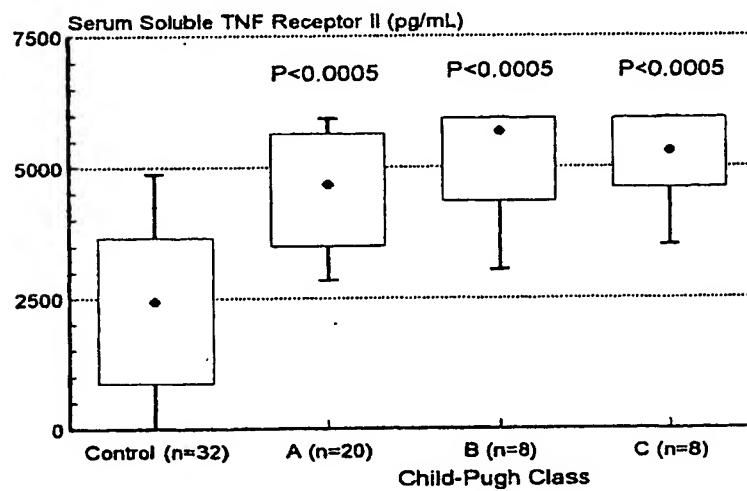 Serum Soluble TNF Receptor II (pg/mL)
7500
P<0.0005 P<0.0005 P<0.0005
5000
2500
0
Control (n=32) A (n=20) B (n=8) C (n=8)
Child-Pugh Class